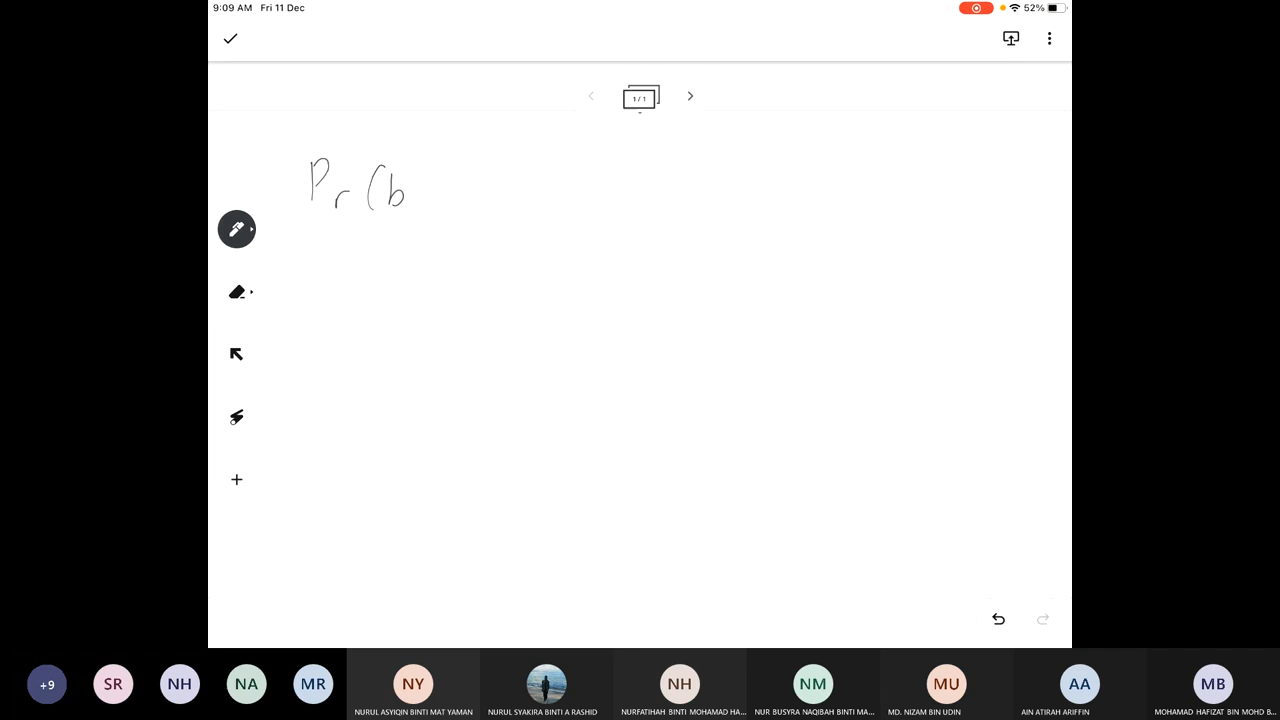 9:09 AM Fri 11 Dec
52%
1 / 1
Pr (b
+9
SR
NH
NA
MR
NY
NH
NM
MU
AA
MB
NURUL ASYIQIN BINTI MAT YAMAN
NURUL SYAKIRA BINTI A RASHID
NURFATIHAH BINTI MOHAMAD HA...
NUR BUSYRA NAQIBAH BINTI MA...
MD. NIZAM BIN UDIN
AIN ATIRAH ARIFFIN
MOHAMAD HAFIZAT BIN MOHD B...